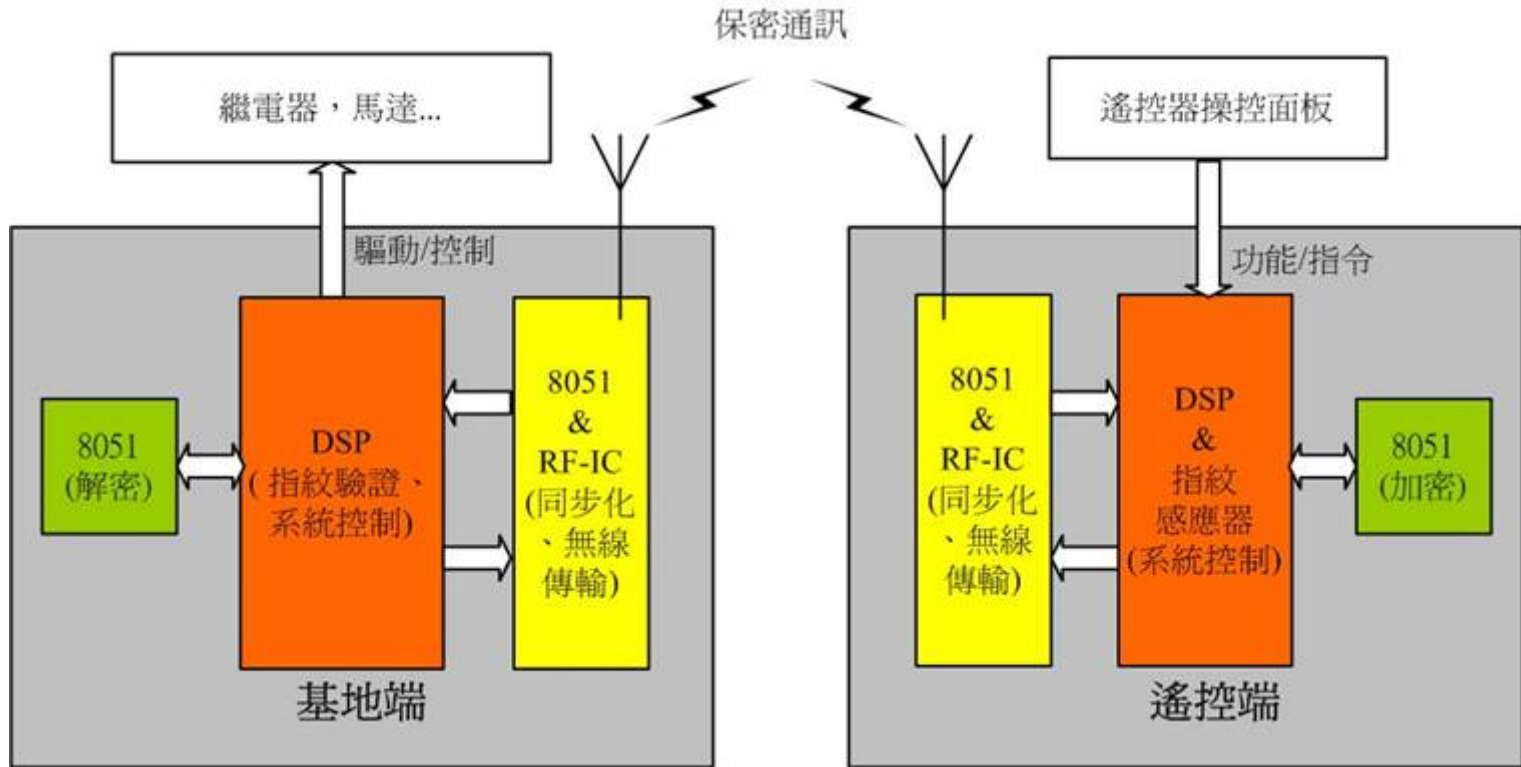 保密通訊
繼電器，馬達...
遙控器操控面板
驅動/控制
功能/指令
8051
(解密)
DSP
( 指紋驗證、
系統控制)
8051
&
RF-IC
(同步化
、無線
傳輸)
8051
&
RF-IC
(同步化
、無線
傳輸)
DSP
&
指紋
感應器
(系統控制)
8051
(加密)
基地端
遙控端